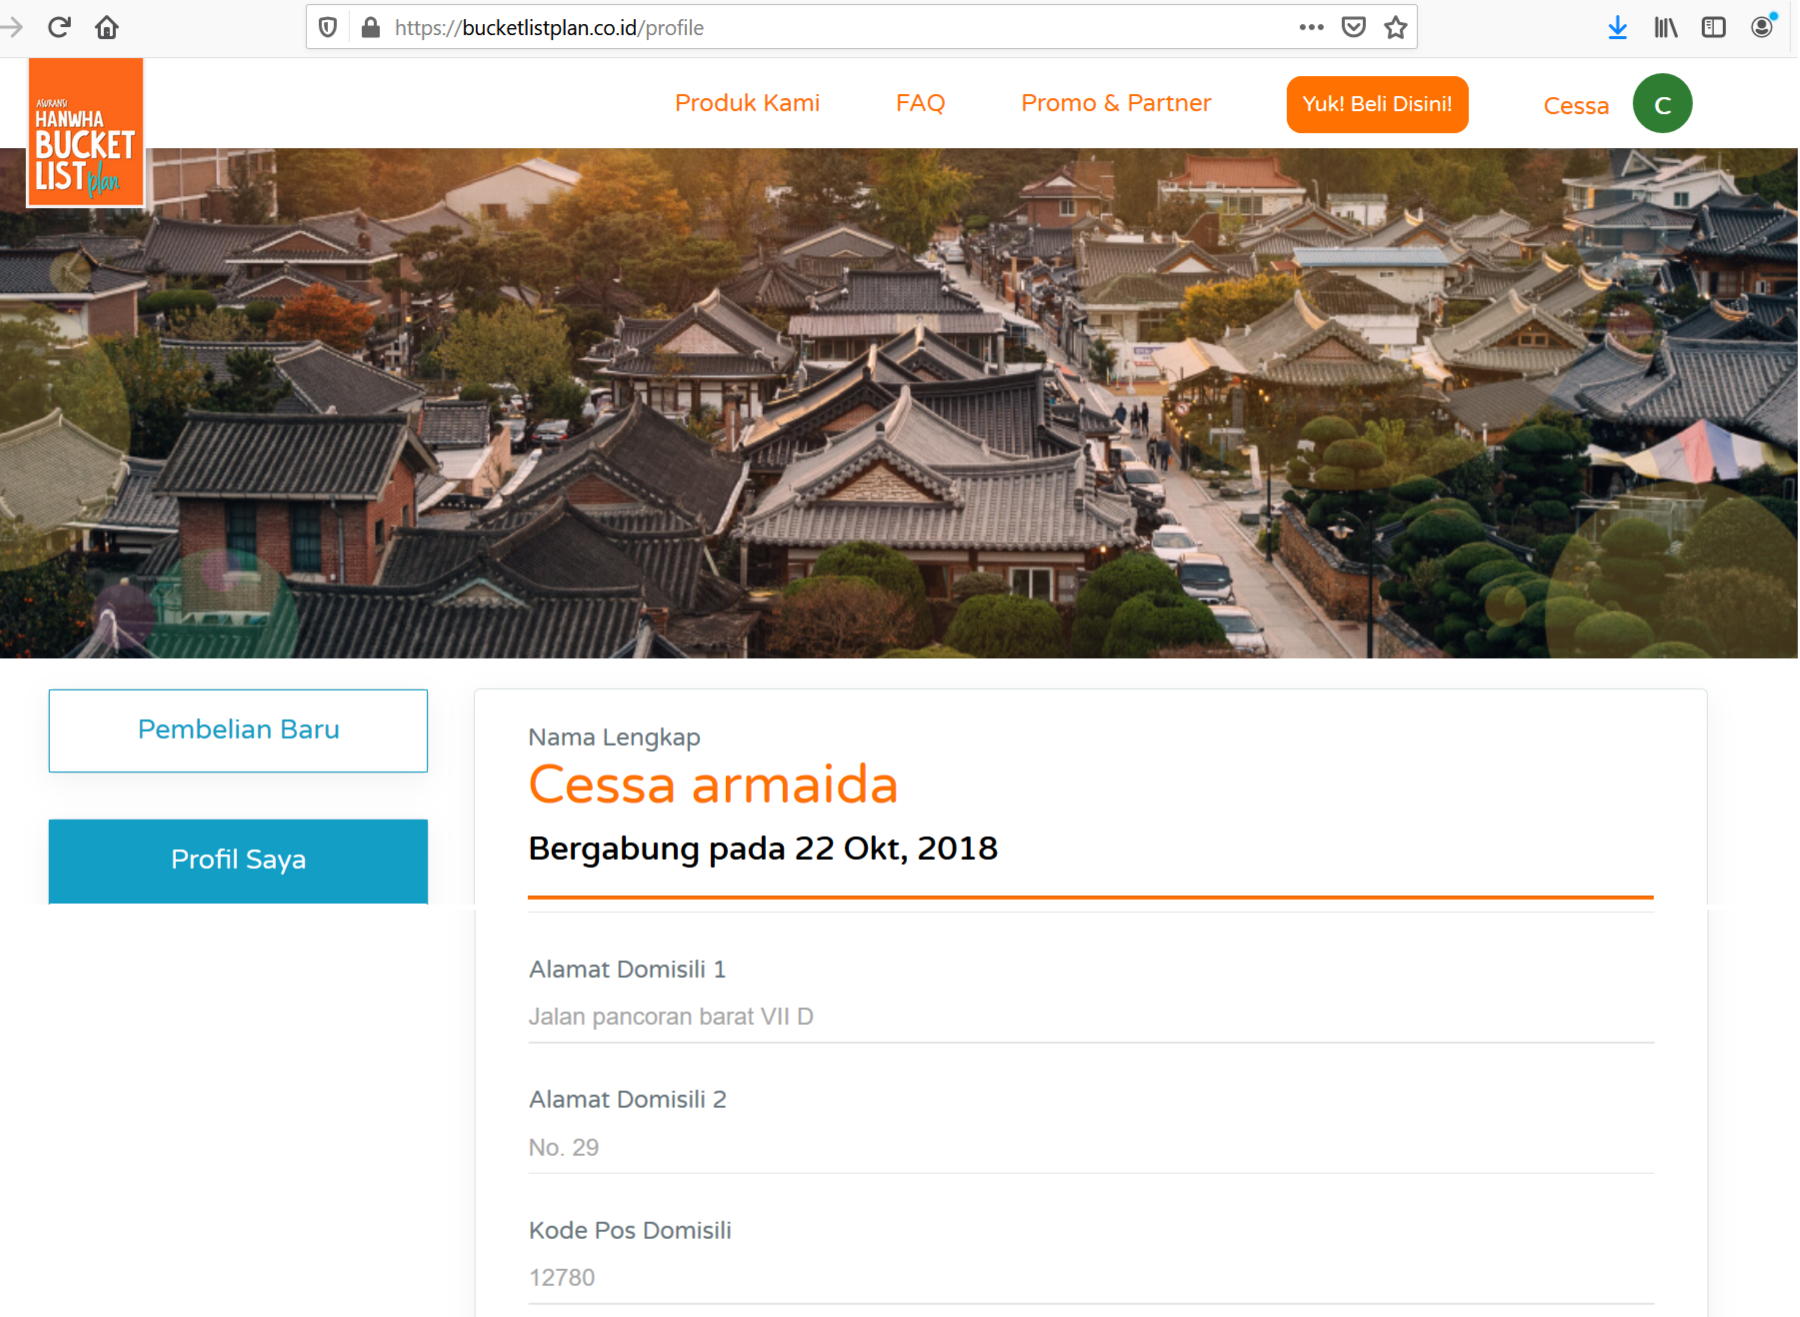 https://bucketlistplan.co.id/profile
ASURANSI
HANWHA
BUCKET
LIST plan
Produk Kami
FAQ
Promo & Partner
Yuk! Beli Disini!
Cessa
C
Pembelian Baru
Profil Saya
Nama Lengkap
Cessa armaida
Bergabung pada 22 Okt, 2018
Alamat Domisili 1
Jalan pancoran barat VII D
Alamat Domisili 2
No. 29
Kode Pos Domisili
12780